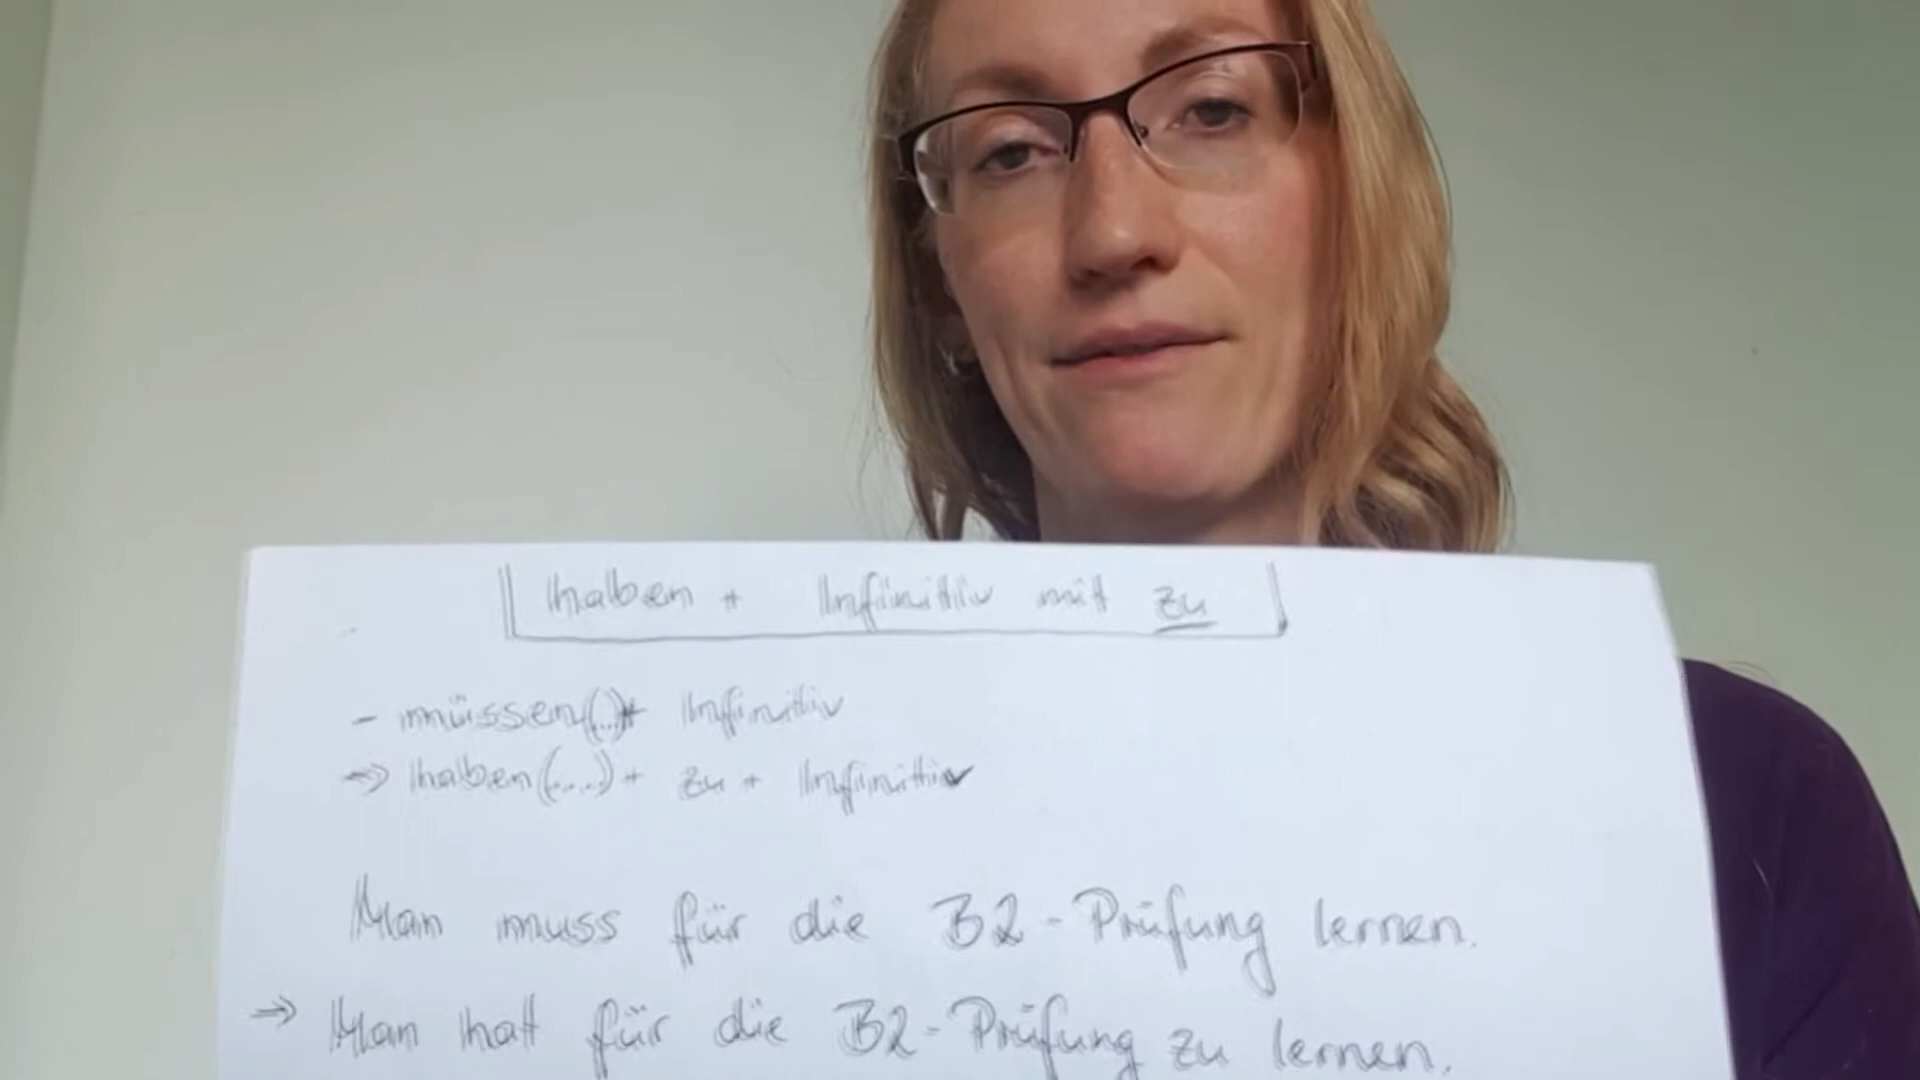 haben + Infinitiv mit zu
- müssen(...)+ Infinitiv
→ haben(....)+ zu + Infinitiv
Man muss für die B2-Prüfung lernen.
⇒ Man hat für die B2-Prüfung zu lernen.